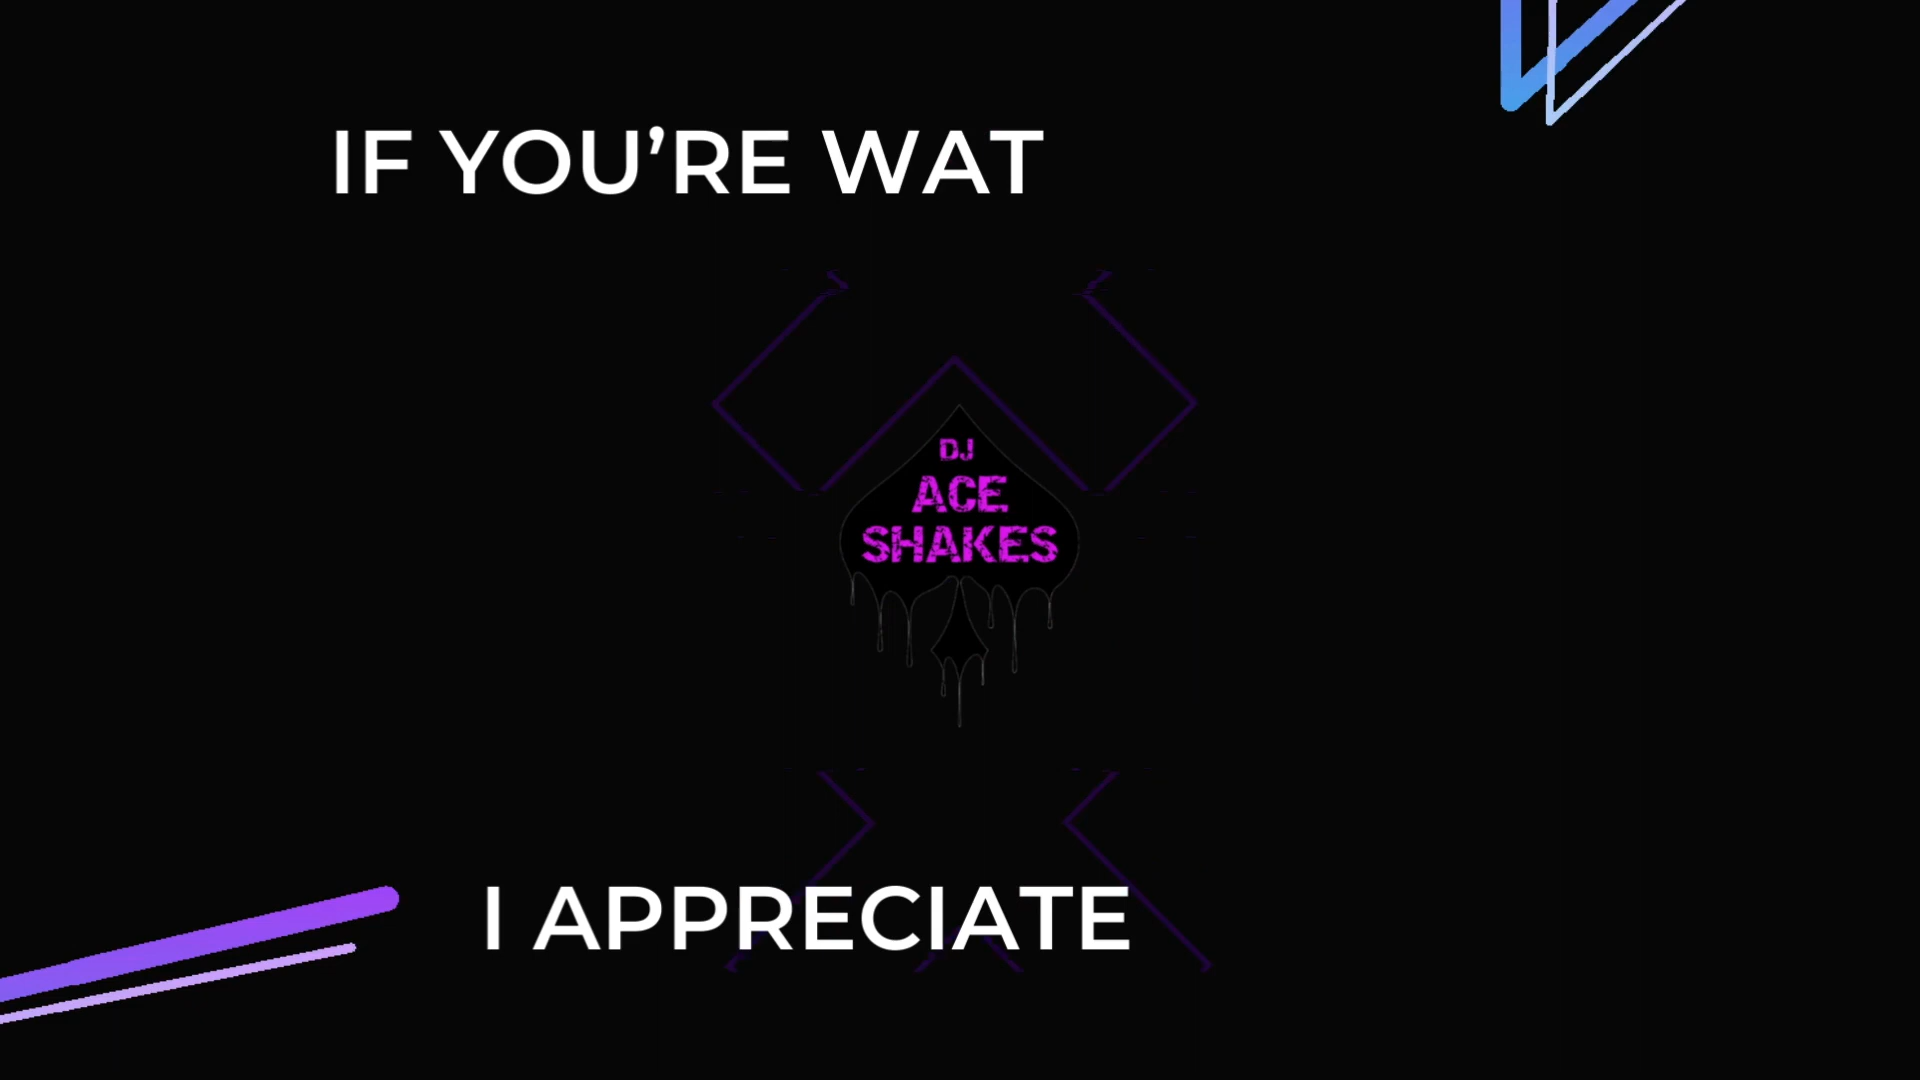 IF YOU’RE WAT
DJ
ACE
SHAKES
I APPRECIATE